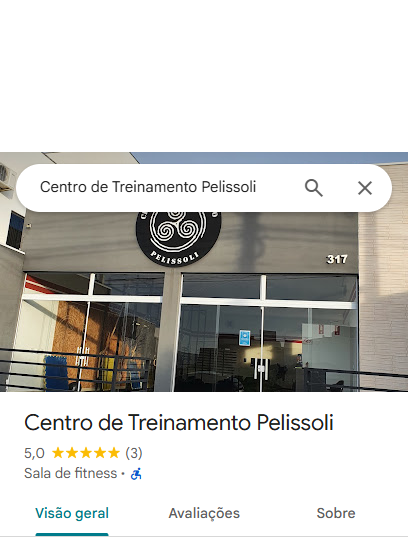 Centro de Treinamento Pelissoli
PELISSOLI
317
Centro de Treinamento Pelissoli
5,0 (3)
Sala de fitness •
Visão geral Avaliações Sobre